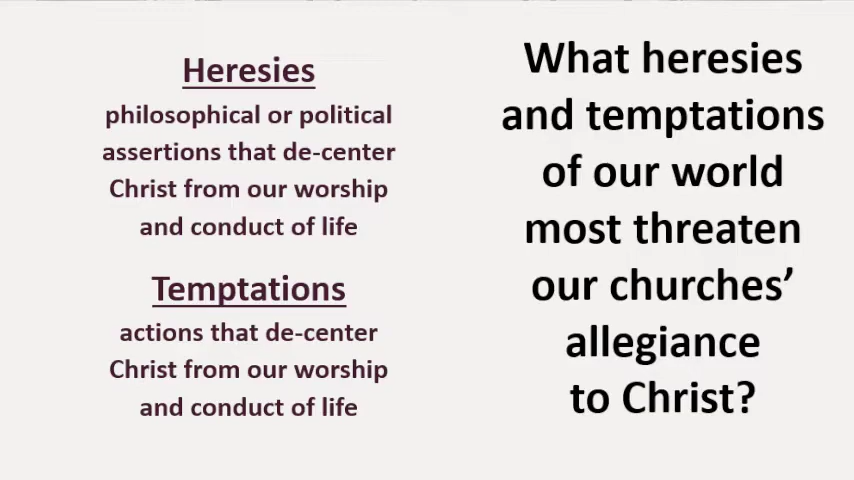 Heresies
philosophical or political
assertions that de-center
Christ from our worship
and conduct of life
Temptations
actions that de-center
Christ from our worship
and conduct of life
What heresies
and temptations
of our world
most threaten
our churches’
allegiance
to Christ?